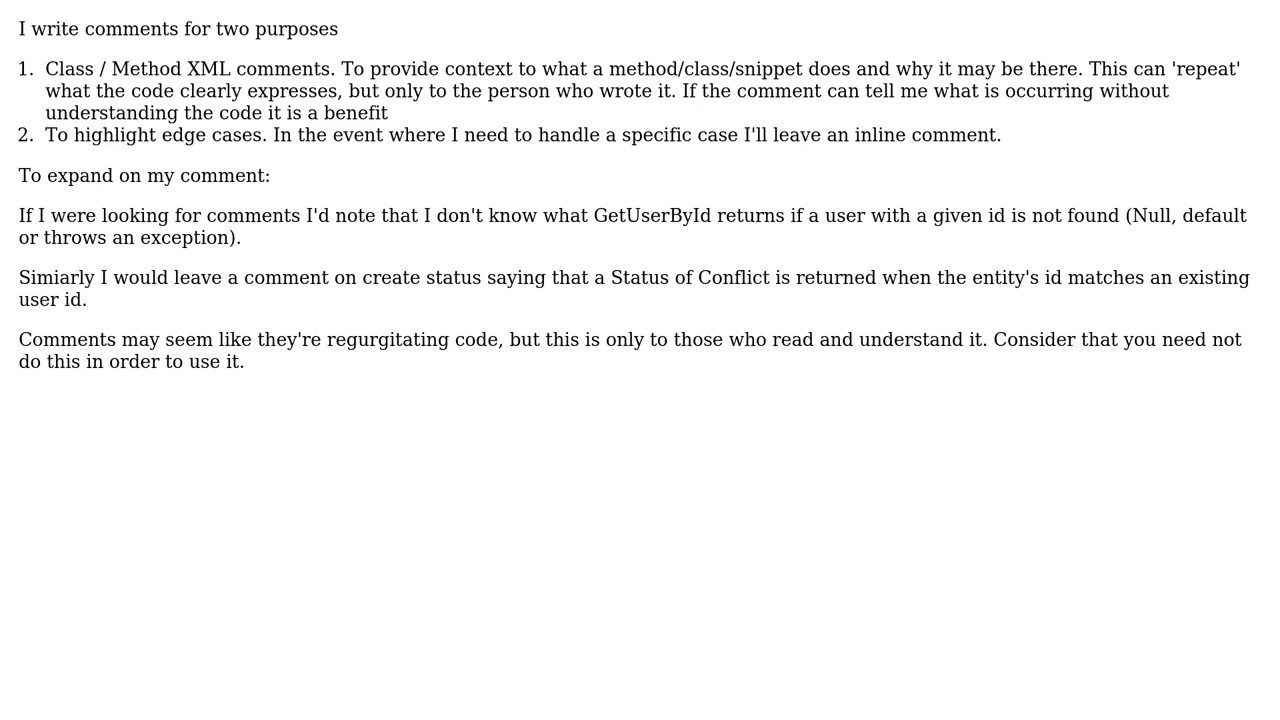 I write comments for two purposes
1. Class / Method XML comments. To provide context to what a method/class/snippet does and why it may be there. This can 'repeat'
what the code clearly expresses, but only to the person who wrote it. If the comment can tell me what is occurring without
understanding the code it is a benefit
2. To highlight edge cases. In the event where I need to handle a specific case I'll leave an inline comment.
To expand on my comment:
If I were looking for comments I'd note that I don't know what GetUserById returns if a user with a given id is not found (Null, default
or throws an exception).
Simiarly I would leave a comment on create status saying that a Status of Conflict is returned when the entity's id matches an existing
user id.
Comments may seem like they're regurgitating code, but this is only to those who read and understand it. Consider that you need not
do this in order to use it.